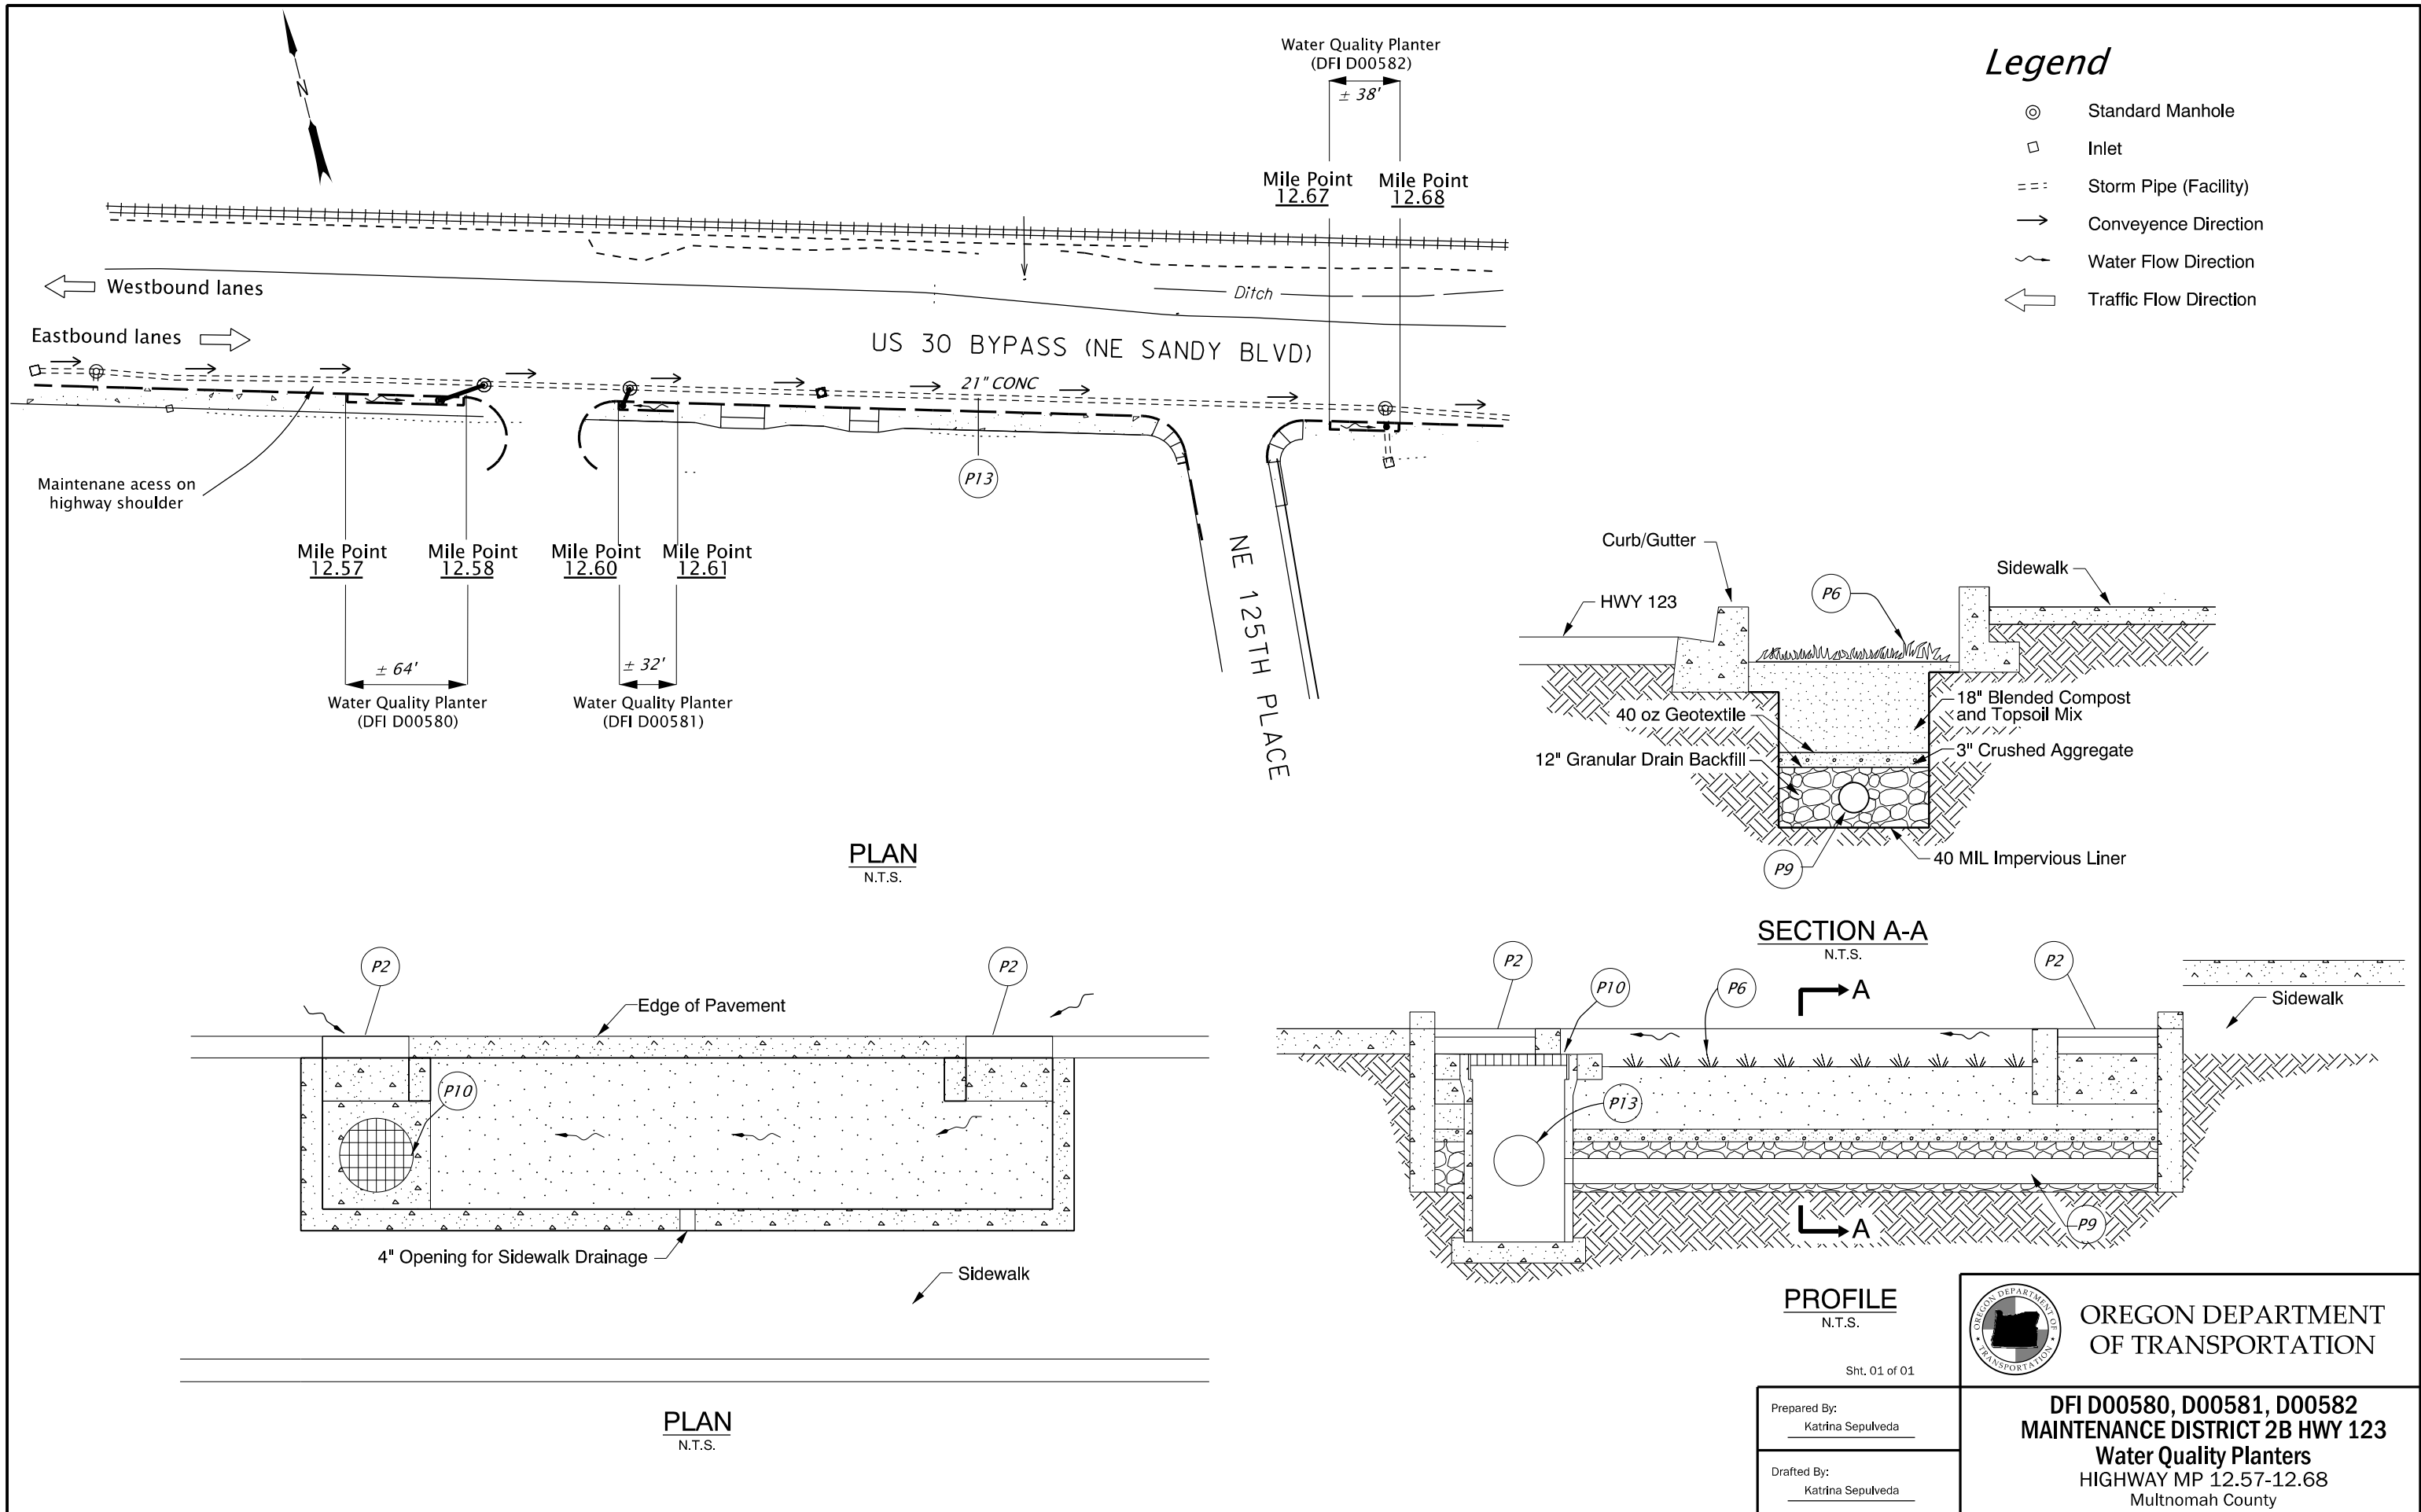 Water Quality Planter
(DFI D00582)
± 38'
Mile Point
12.67
Mile Point
12.68
N
Legend
Standard Manhole
Inlet
Storm Pipe (Facility)
Conveyence Direction
Water Flow Direction
Traffic Flow Direction
Westbound lanes
Eastbound lanes
Ditch
US 30 BYPASS (NE SANDY BLVD)
21" CONC
P13
Maintenane acess on
highway shoulder
Mile Point
12.57
Mile Point
12.58
Mile Point
12.60
Mile Point
12.61
± 64'
± 32'
Water Quality Planter
(DFI D00580)
Water Quality Planter
(DFI D00581)
NE 125TH PLACE
PLAN
N.T.S.
Curb/Gutter
HWY 123
P6
Sidewalk
40 oz Geotextile
12" Granular Drain Backfill
18" Blended Compost
and Topsoil Mix
3" Crushed Aggregate
P9
40 MIL Impervious Liner
SECTION A-A
N.T.S.
P2
P2
Edge of Pavement
P10
4" Opening for Sidewalk Drainage
Sidewalk
PLAN
N.T.S.
P2
P10
P6
A
P2
Sidewalk
P13
A
P9
PROFILE
N.T.S.
Sht. 01 of 01
OREGON DEPARTMENT OF TRANSPORTATION
OREGON DEPARTMENT
OF TRANSPORTATION
Prepared By:
Katrina Sepulveda
Drafted By:
Katrina Sepulveda
DFI D00580, D00581, D00582
MAINTENANCE DISTRICT 2B HWY 123
Water Quality Planters
HIGHWAY MP 12.57-12.68
Multnomah County